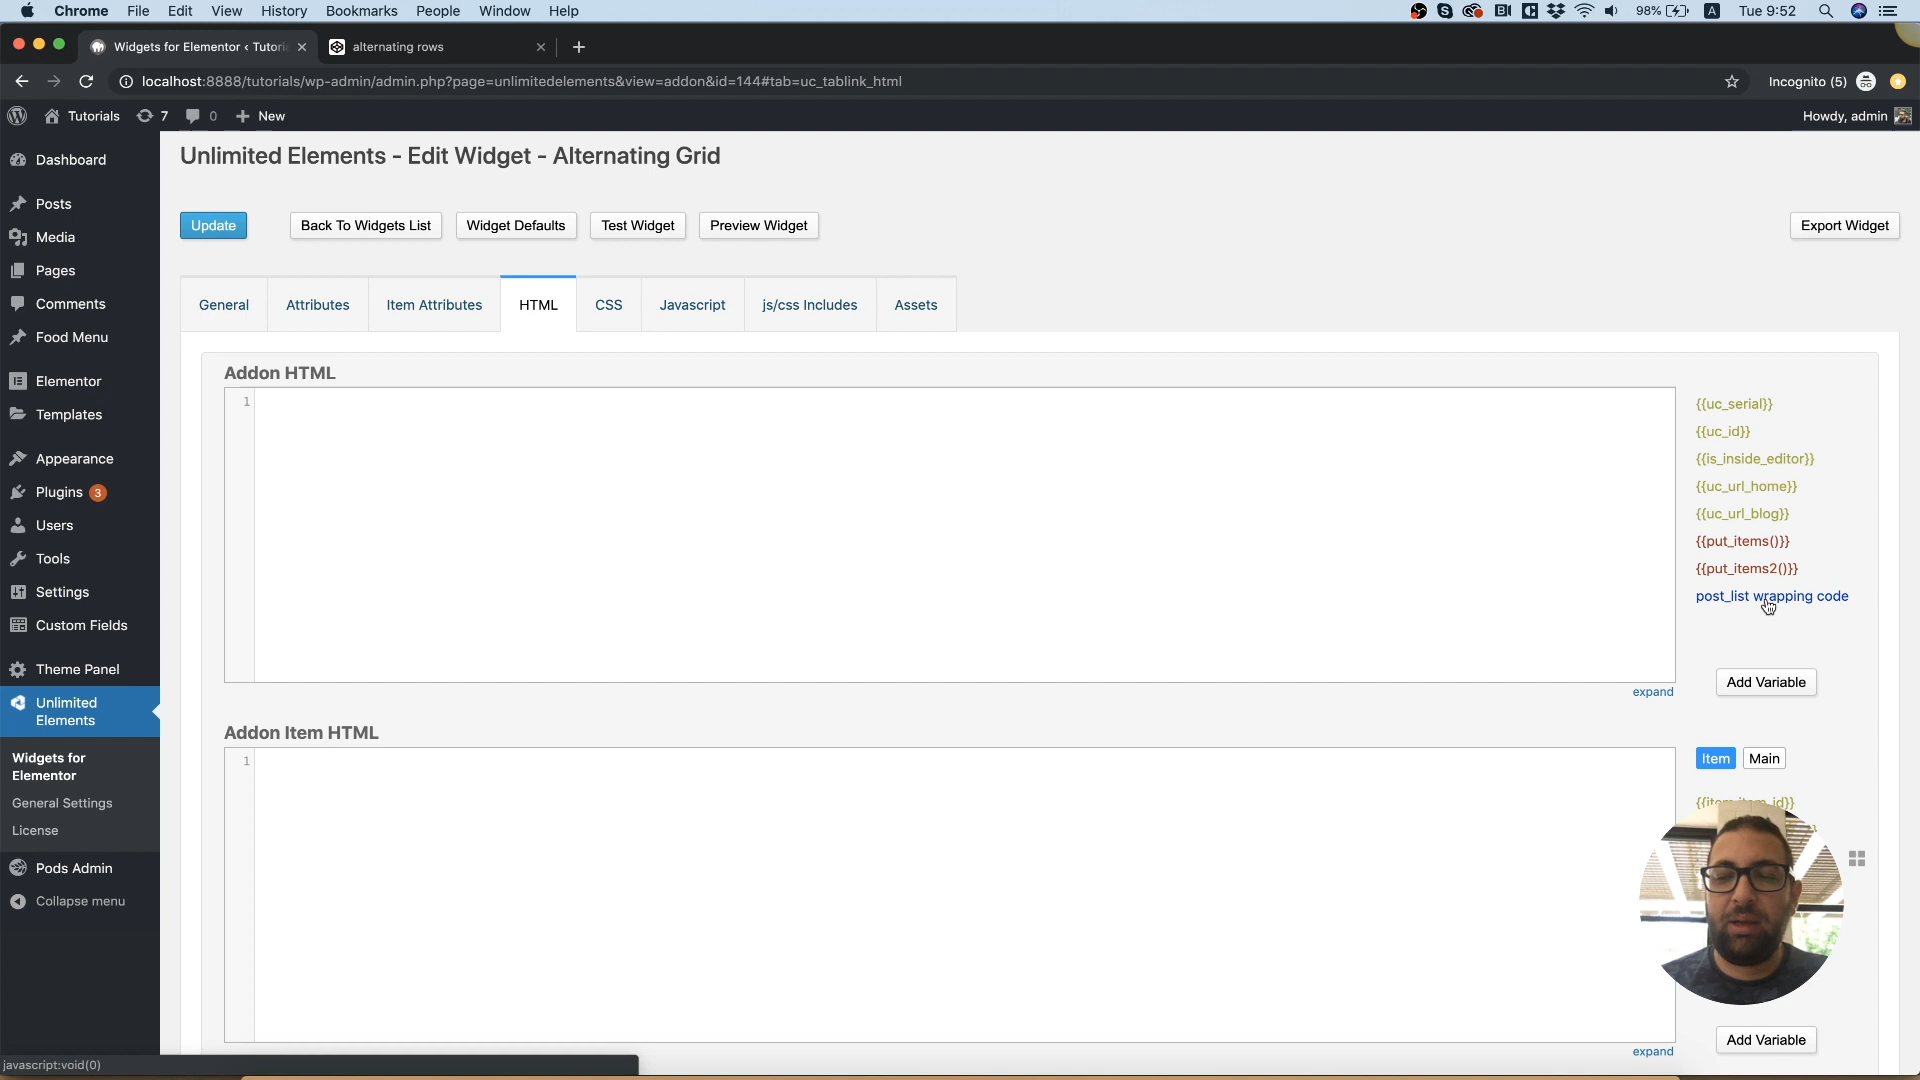 Chrome File Edit View History Bookmarks People Window Help 98% A Tue 9:52
Widgets for Elementor ‹ Tutori
alternating rows
localhost:8888/tutorials/wp-admin/admin.php?page=unlimitedelements&view=addon&id=144#tab=uc_tablink_html
Incognito (5)
Tutorials 7 0 New Howdy, admin
Dashboard
Posts
Media
Pages
Comments
Food Menu
Elementor
Templates
Appearance
Plugins 3
Users
Tools
Settings
Custom Fields
Theme Panel
Unlimited
Elements
Widgets for
Elementor
General Settings
License
Pods Admin
Collapse menu
Unlimited Elements - Edit Widget - Alternating Grid
Update Back To Widgets List Widget Defaults Test Widget Preview Widget Export Widget
General Attributes Item Attributes HTML CSS Javascript js/css Includes Assets
Addon HTML
1
{{uc_serial}}
{{uc_id}}
{{is_inside_editor}}
{{uc_url_home}}
{{uc_url_blog}}
{{put_items()}}
{{put_items2()}}
post_list wrapping code
Add Variable
expand
Addon Item HTML
1
Item Main
{{item.item_id}}
Add Variable
expand
javascript:void(0)